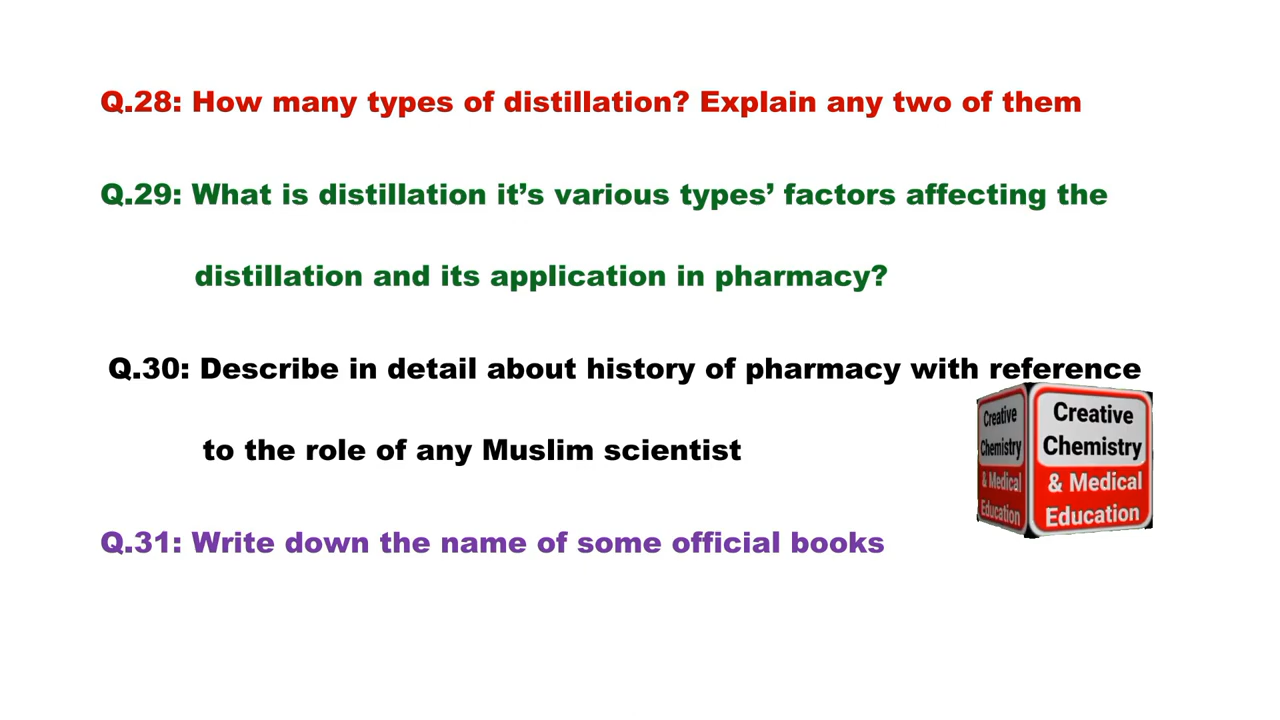 Q.28: How many types of distillation? Explain any two of them
Q.29: What is distillation it’s various types’ factors affecting the
distillation and its application in pharmacy?
Q.30: Describe in detail about history of pharmacy with reference
to the role of any Muslim scientist
Q.31: Write down the name of some official books
Creative
Chemistry
& Medical
Education
Creative
Chemistry
& Medical
Education